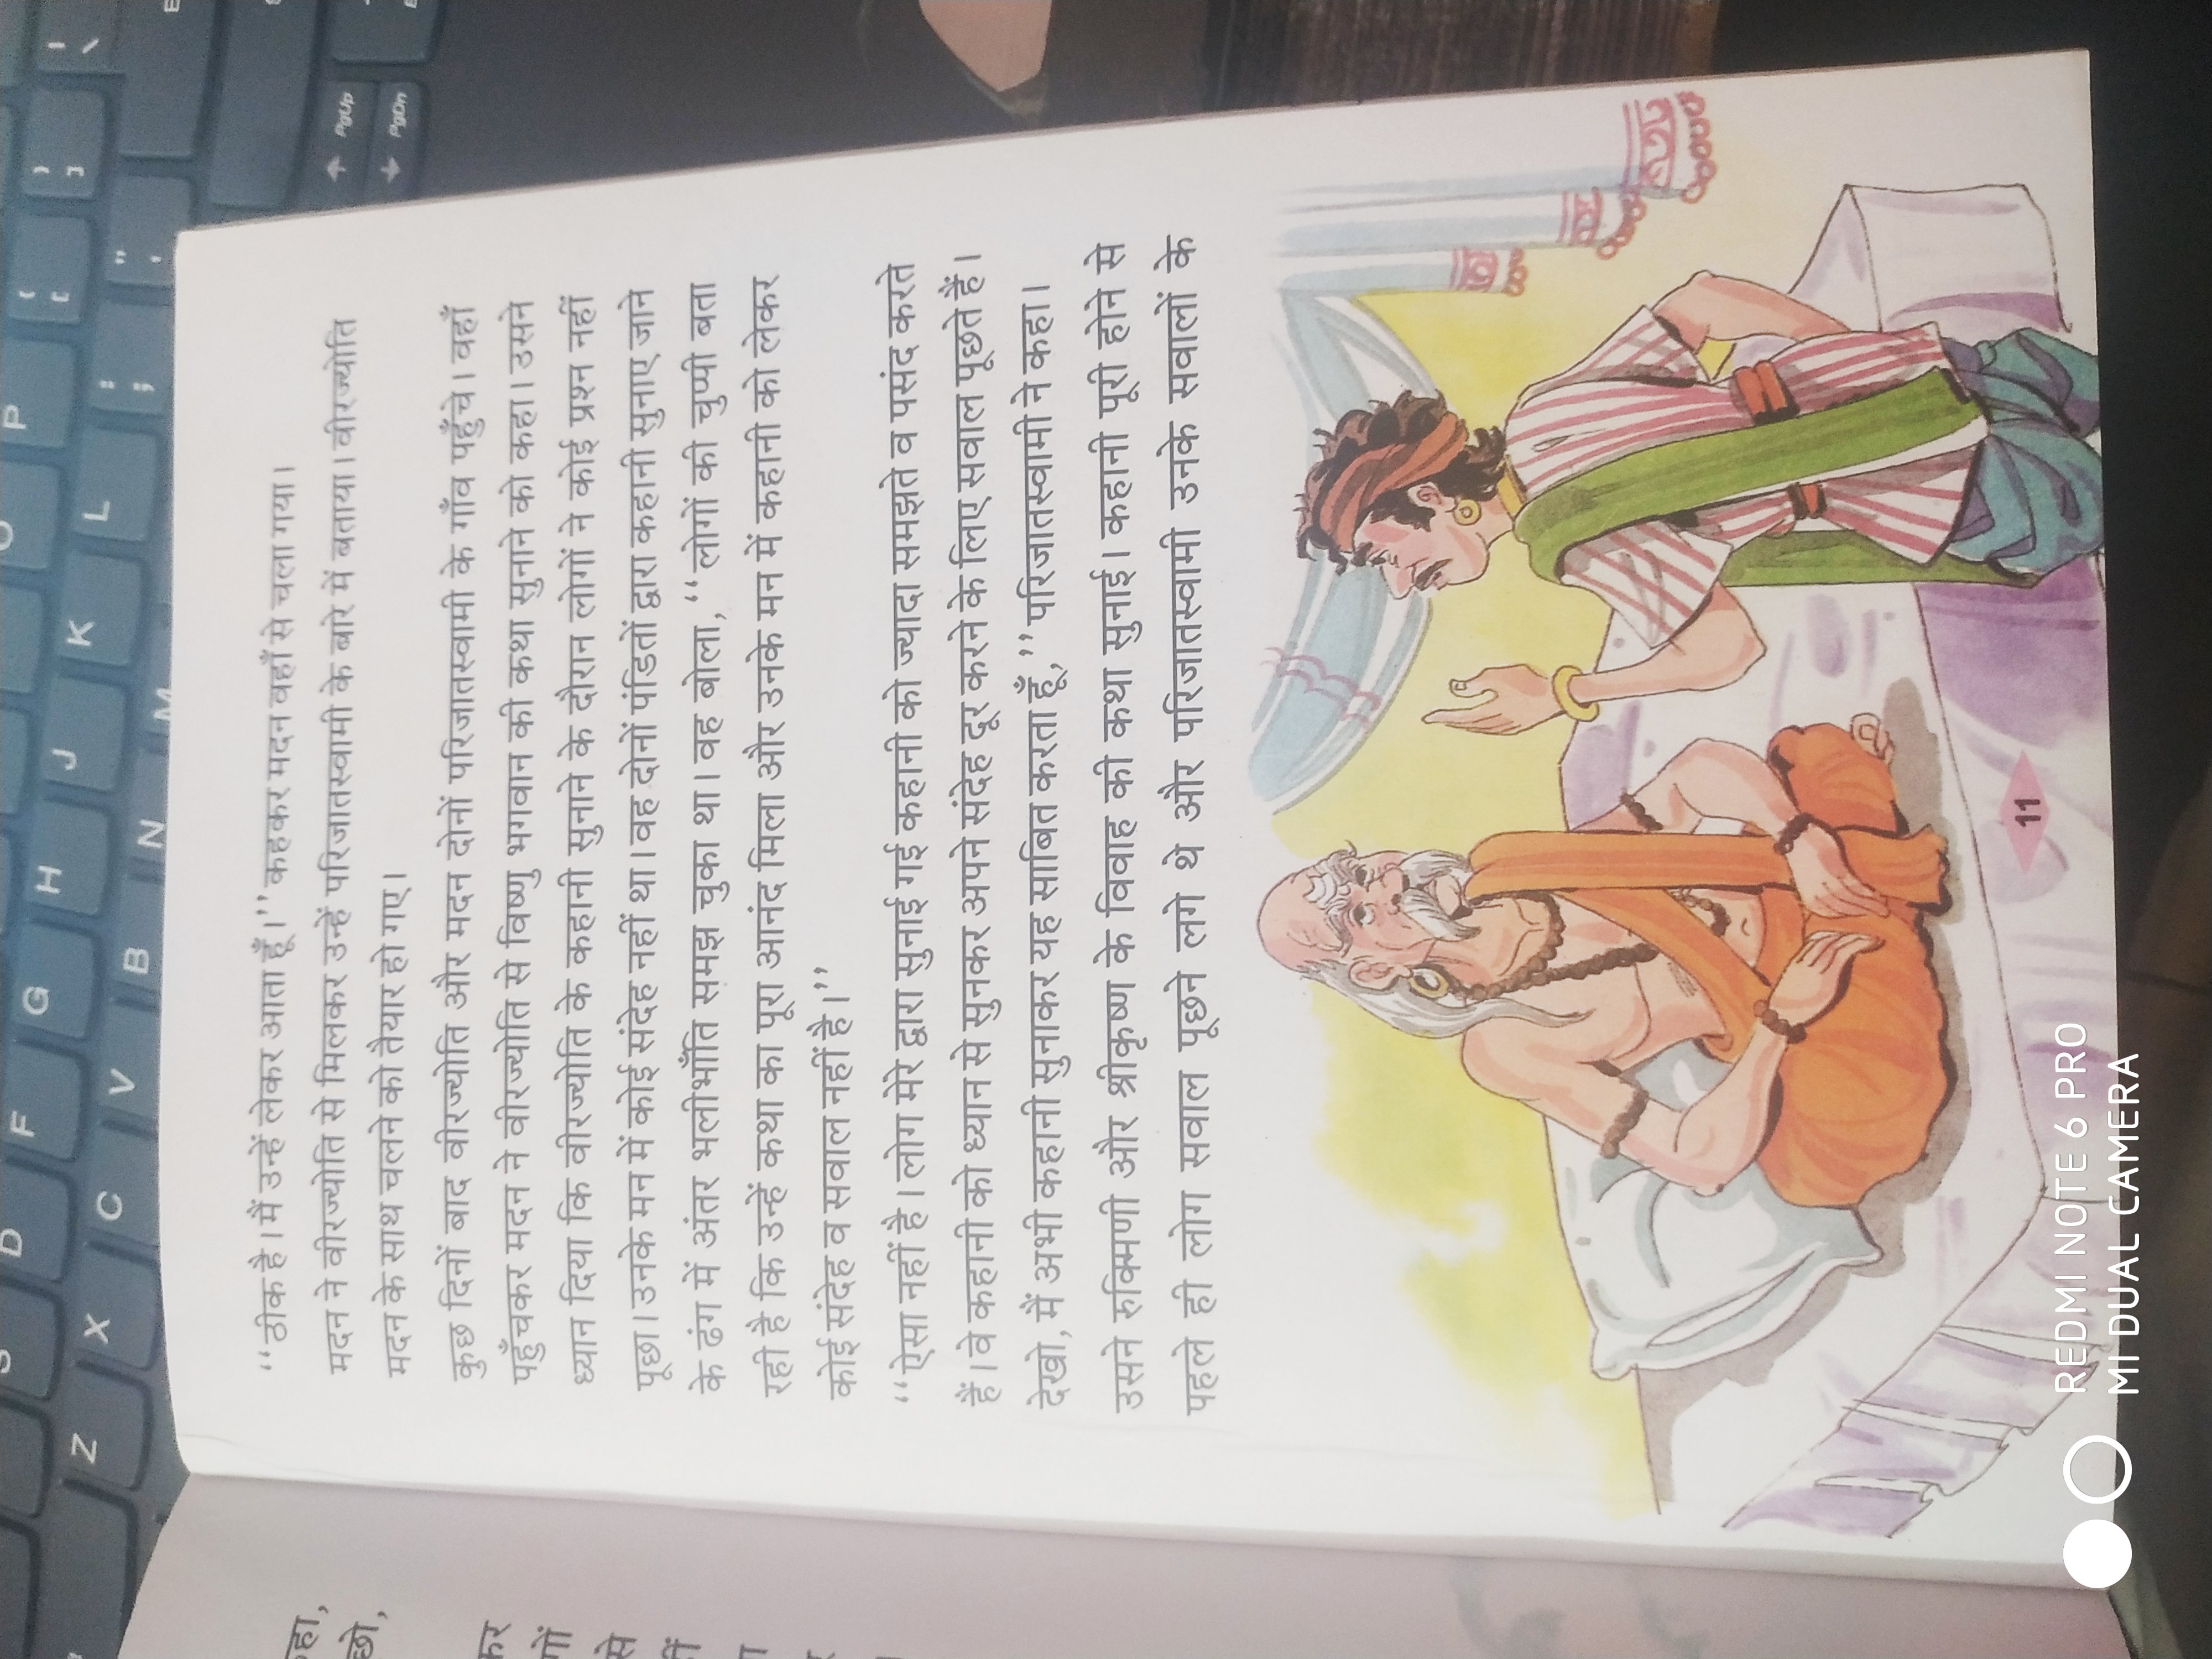 S D F G H J K L O P { [ } ] | \
Z X C V B N M : ; " '
PgUp
PgDn
हा,
छो,
कर
गों
से
"ठीक है। मैं उन्हें लेकर आता हूँ।" कहकर मदन वहाँ से चला गया।
मदन ने वीरज्योति से मिलकर उन्हें परिजातस्वामी के बारे में बताया। वीरज्योति
मदन के साथ चलने को तैयार हो गए।
कुछ दिनों बाद वीरज्योति और मदन दोनों परिजातस्वामी के गाँव पहुँचे। वहाँ
पहुँचकर मदन ने वीरज्योति से विष्णु भगवान की कथा सुनाने को कहा। उसने
ध्यान दिया कि वीरज्योति के कहानी सुनाने के दौरान लोगों ने कोई प्रश्न नहीं
पूछा। उनके मन में कोई संदेह नहीं था। वह दोनों पंडितों द्वारा कहानी सुनाए जाने
के ढंग में अंतर भलीभाँति समझ चुका था। वह बोला, "लोगों की चुप्पी बता
रही है कि उन्हें कथा का पूरा आनंद मिला और उनके मन में कहानी को लेकर
कोई संदेह व सवाल नहीं है।"
"ऐसा नहीं है। लोग मेरे द्वारा सुनाई गई कहानी को ज्यादा समझते व पसंद करते
हैं। वे कहानी को ध्यान से सुनकर अपने संदेह दूर करने के लिए सवाल पूछते हैं।
देखो, मैं अभी कहानी सुनाकर यह साबित करता हूँ," परिजातस्वामी ने कहा।
उसने रुक्मिणी और श्रीकृष्ण के विवाह की कथा सुनाई। कहानी पूरी होने से
पहले ही लोग सवाल पूछने लगे थे और परिजातस्वामी उनके सवालों के
11
REDMI NOTE 6 PRO
MI DUAL CAMERA